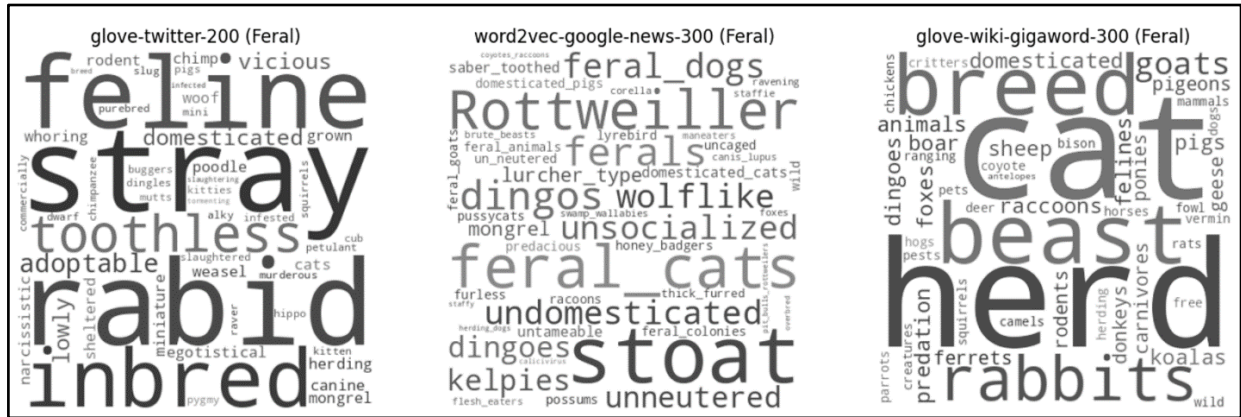 glove-twitter-200 (Feral)
rodent
chimp
vicious
breed
slug
pigs
feline
infected
woof
purebred
mini
whoring
domesticated
grown
stray
commercially
chimpanzee
buggers
poodle
dingles
slaughtering
kitties
mutts
tormenting
squirrels
dwarf
alky
infested
toothless
petulant
cub
slaughtered
adoptable
weasel
murderous
cats
rabid
narcissistic
lowly
sheltered
miniature
raver
hippo
egotistical
kitten
inbred
herding
canine
pygmy
mongrel
word2vec-google-news-300 (Feral)
coyotes_raccoons
saber_toothed
feral_dogs
domesticated_pigs
corella
ravening
staffie
Rottweiller
feral_goats
brute_beasts
lyrebird
maneaters
feral_animals
ferals
uncaged
un_neutered
canis_lupus
lurcher_type
domesticated_cats
wild
dingos
wolflike
pussycats
swamp_wallabies
foxes
mongrel
unsocialized
predacious
honey_badgers
feral_cats
pit_bulls_rottweilers
furless
racoons
thick_furred
staffy
undomesticated
overbred
herding_dogs
untameable
feral_colonies
dingoes
stoat
calicivirus
kelpies
flesh_eaters
possums
unneutered
glove-wiki-gigaword-300 (Feral)
chickens
critters
domesticated
goats
breed
pigeons
mammals
animals
cat
dogs
boar
sheep
bison
pigs
dingoes
ranging
coyote
felines
foxes
antelopes
ponies
geese
pets
deer
raccoons
horses
fowl
vermin
beast
hogs
pests
rats
herd
predation
squirrels
camels
rodents
herding
donkeys
carnivores
free
parrots
creatures
ferrets
koalas
rabbits
wild